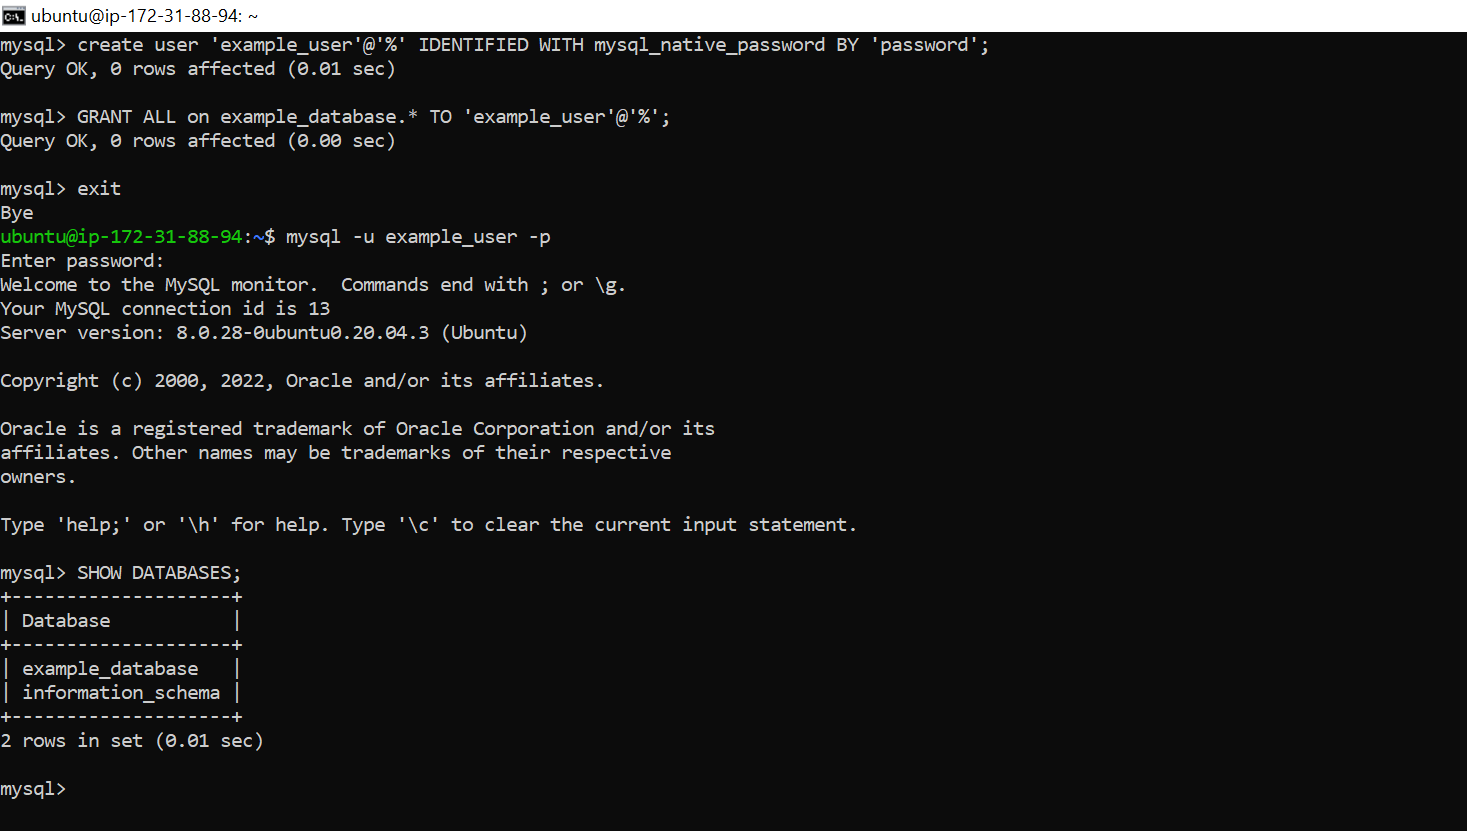 ubuntu@ip-172-31-88-94: ~
mysql> create user 'example_user'@'%' IDENTIFIED WITH mysql_native_password BY 'password';
Query OK, 0 rows affected (0.01 sec)
mysql> GRANT ALL on example_database.* TO 'example_user'@'%';
Query OK, 0 rows affected (0.00 sec)
mysql> exit
Bye
ubuntu@ip-172-31-88-94:~$ mysql -u example_user -p
Enter password:
Welcome to the MySQL monitor.  Commands end with ; or \g.
Your MySQL connection id is 13
Server version: 8.0.28-0ubuntu0.20.04.3 (Ubuntu)
Copyright (c) 2000, 2022, Oracle and/or its affiliates.
Oracle is a registered trademark of Oracle Corporation and/or its
affiliates. Other names may be trademarks of their respective
owners.
Type 'help;' or '\h' for help. Type '\c' to clear the current input statement.
mysql> SHOW DATABASES;
+--------------------+
| Database           |
+--------------------+
| example_database   |
| information_schema |
+--------------------+
2 rows in set (0.01 sec)
mysql>